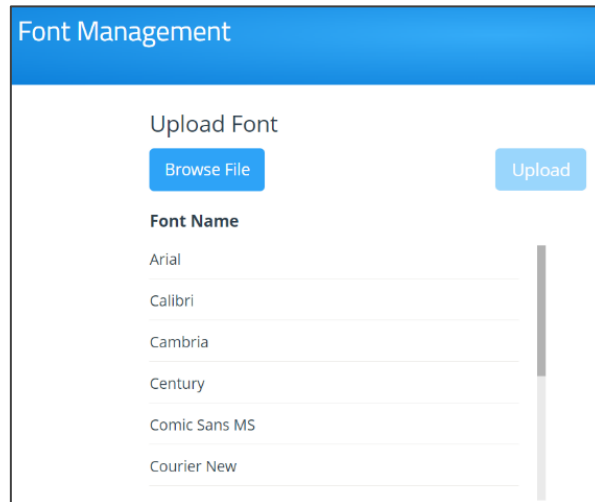 Font Management
Upload Font
Browse File
Upload
Font Name
Arial
Calibri
Cambria
Century
Comic Sans MS
Courier New